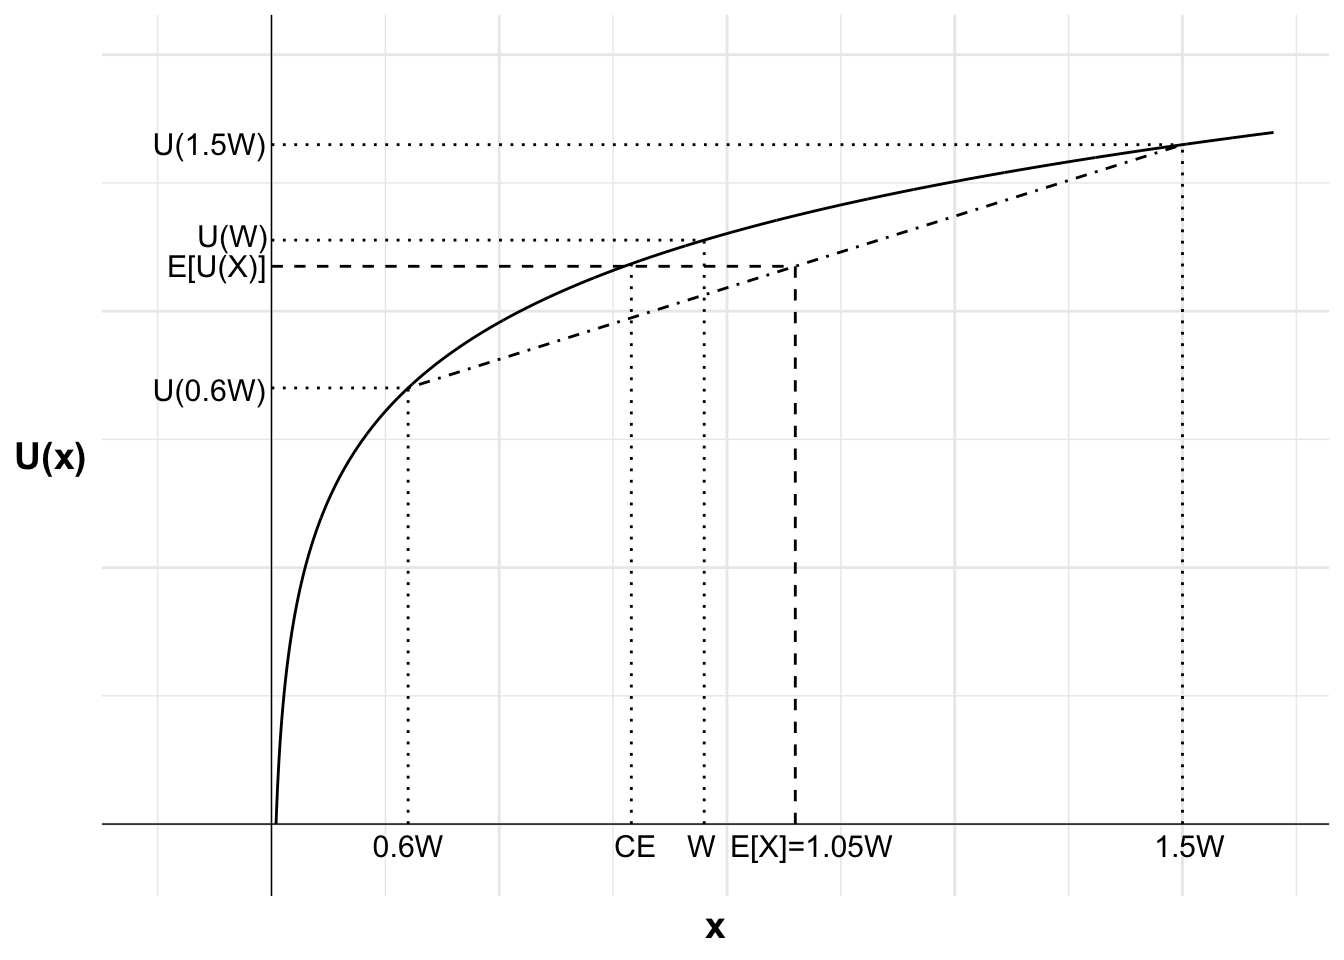 U(1.5W)
U(W)
E[U(X)]
U(0.6W)
U(x)
0.6W CE W E[X]=1.05W 1.5W
x